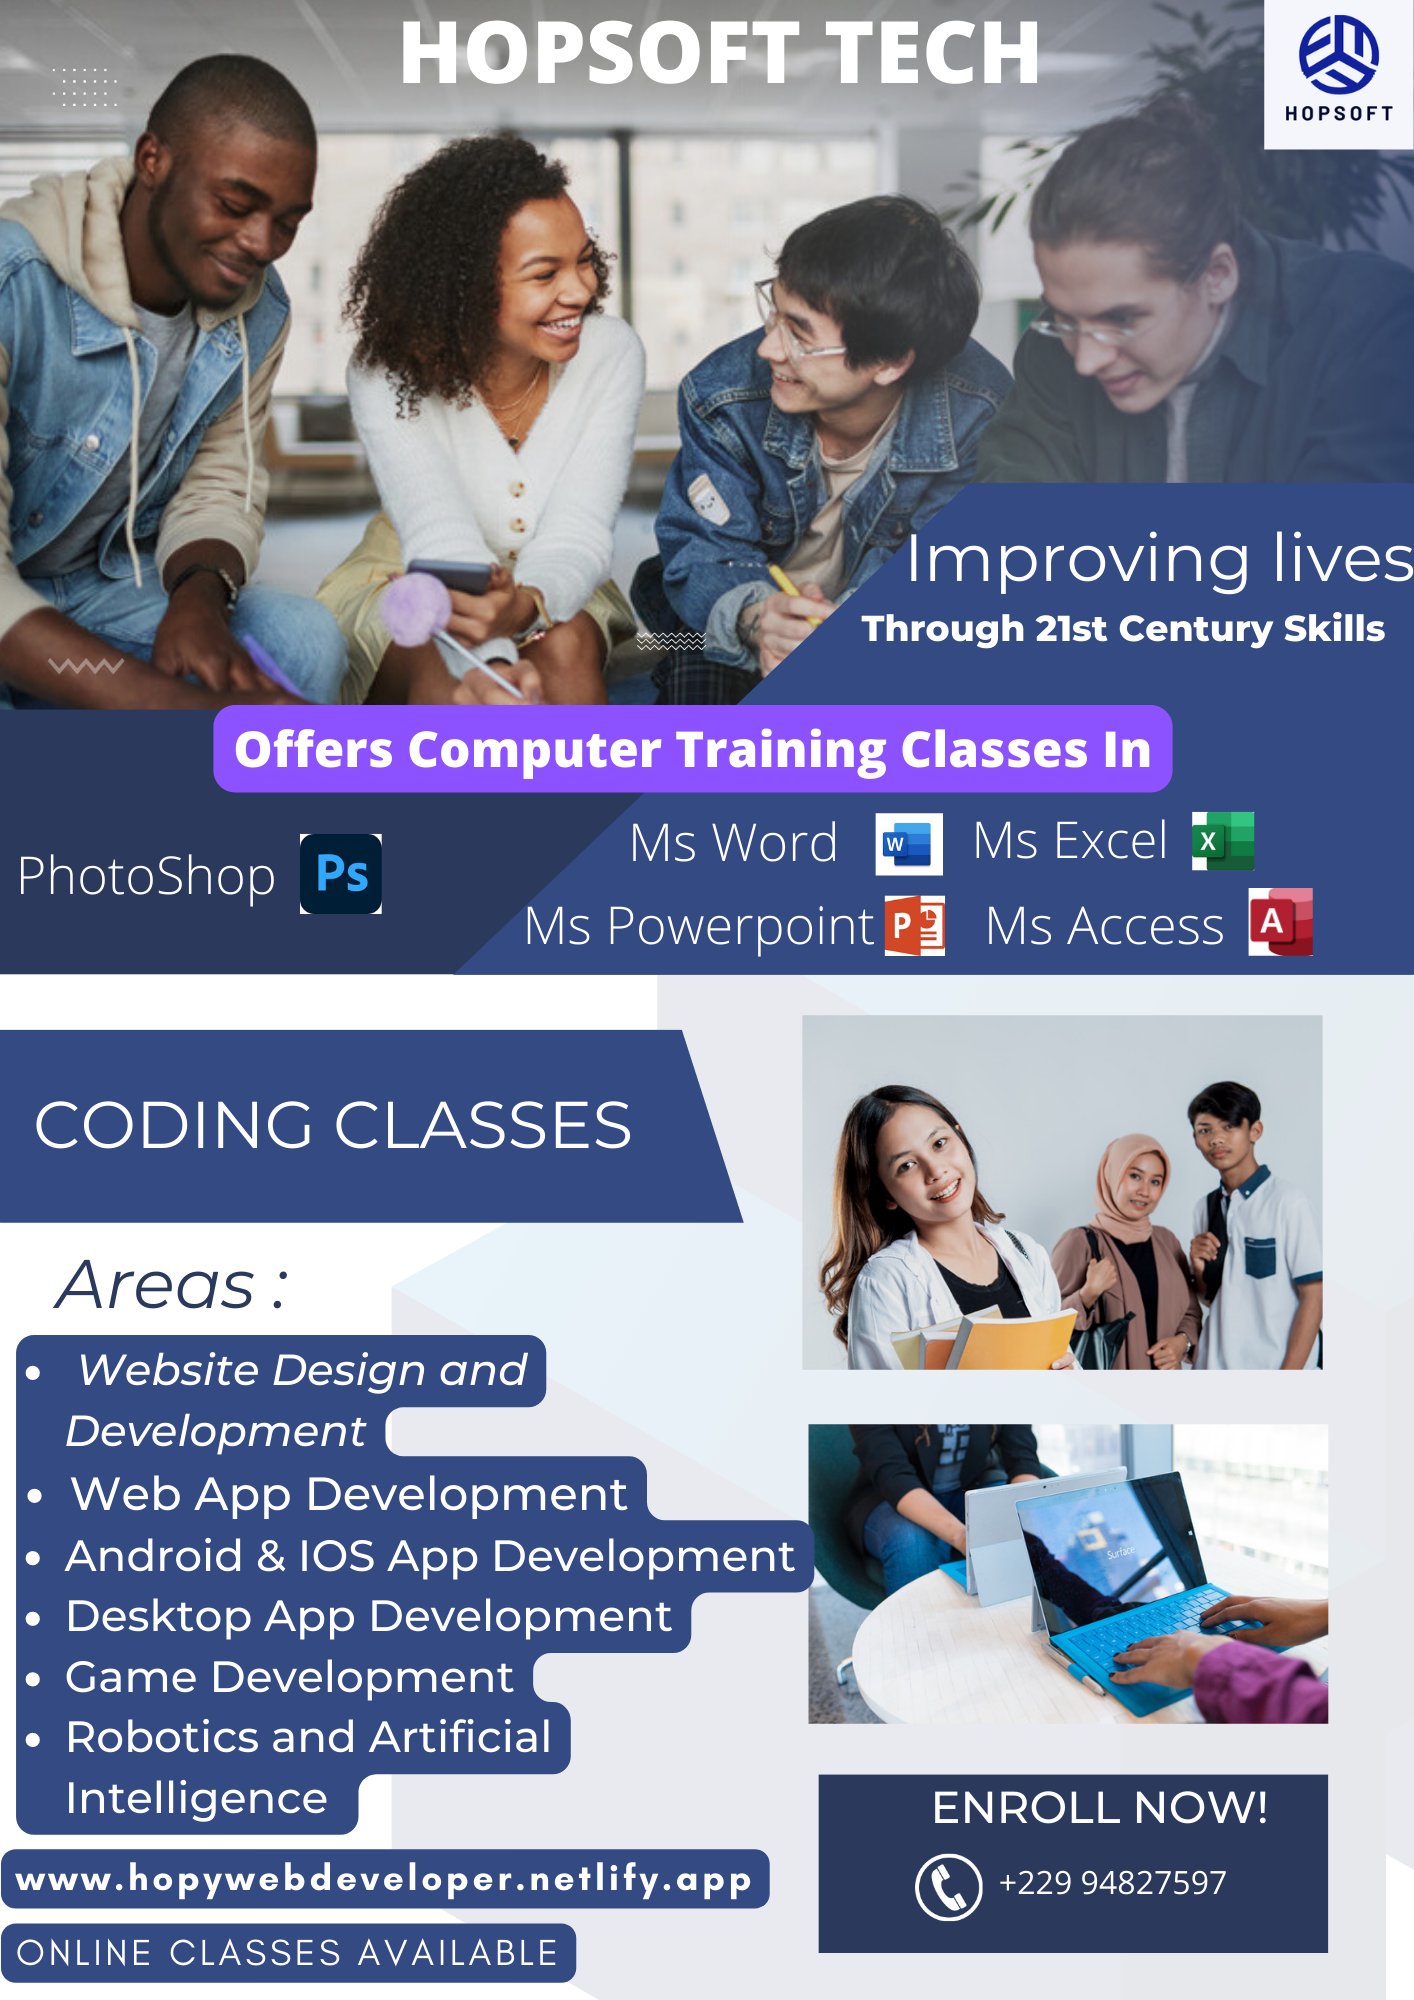 HOPSOFT TECH
HOPSOFT
Improving lives
Through 21st Century Skills
Offers Computer Training Classes In
PhotoShop Ps
Ms Word W Ms Excel X
Ms Powerpoint P Ms Access A
CODING CLASSES
Areas :
• Website Design and
Development
• Web App Development
• Android & IOS App Development
• Desktop App Development
• Game Development
• Robotics and Artificial
Intelligence
Surface
www.hopywebdeveloper.netlify.app
ONLINE CLASSES AVAILABLE
ENROLL NOW!
+229 94827597